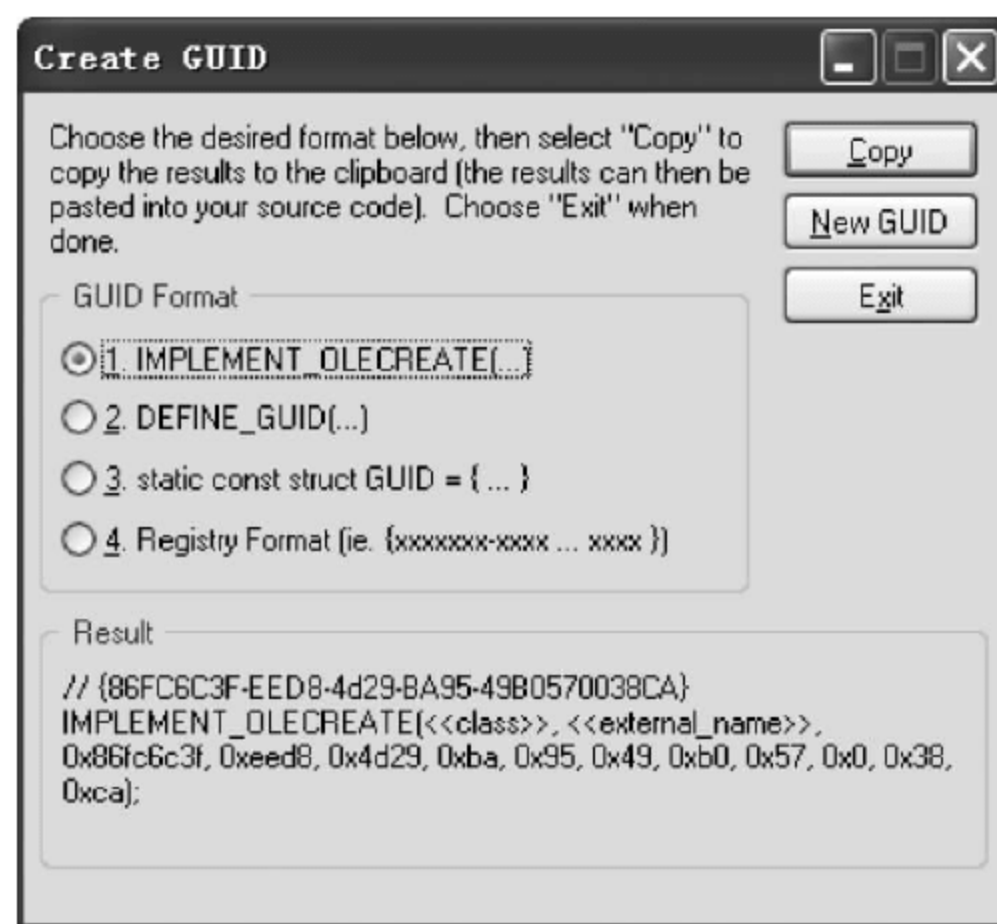 Create GUID
Choose the desired format below, then select "Copy" to
copy the results to the clipboard (the results can then be
pasted into your source code).  Choose "Exit" when
done.
Copy
New GUID
Exit
GUID Format
1. IMPLEMENT_OLECREATE(...)
2. DEFINE_GUID(...)
3. static const struct GUID = { ... }
4. Registry Format (ie. {xxxxxxx-xxxx ... xxxx })
Result
// {86FC6C3F-EED8-4d29-BA95-49B0570038CA}
IMPLEMENT_OLECREATE(<<class>>, <<external_name>>,
0x86fc6c3f, 0xeed8, 0x4d29, 0xba, 0x95, 0x49, 0xb0, 0x57, 0x0, 0x38,
0xca);